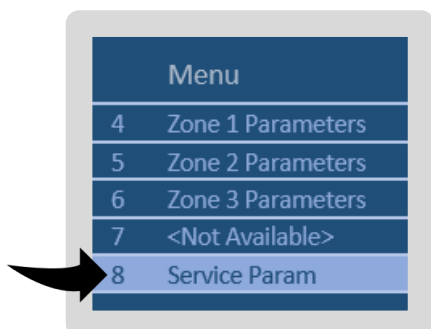 Menu
4 Zone 1 Parameters
5 Zone 2 Parameters
6 Zone 3 Parameters
7 <Not Available>
8 Service Param